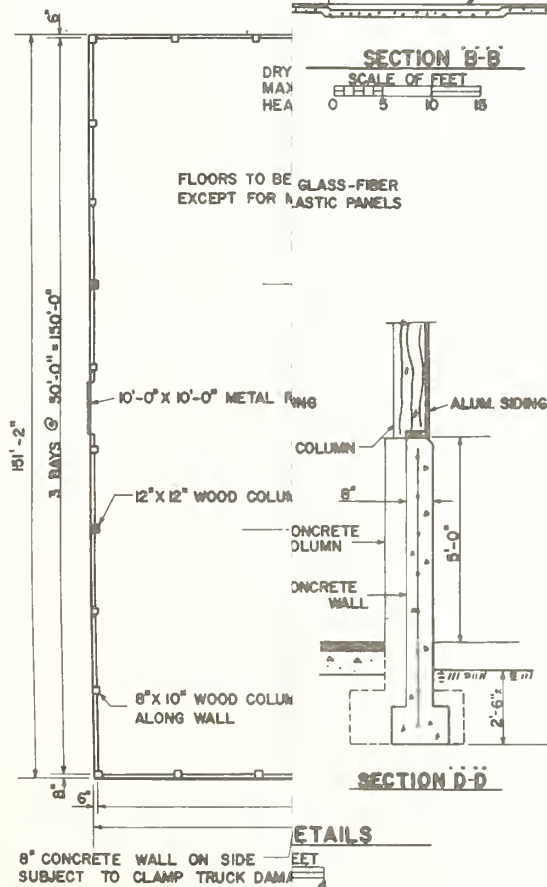 6"
SECTION B-B
SCALE OF FEET
0 5 10 15
DRY
MAX
HEA
FLOORS TO BE
EXCEPT FOR
GLASS-FIBER
ASTIC PANELS
151'-2"
3 BAYS @ 50'-0" = 150'-0"
10'-0" X 10'-0" METAL
NG
12" X 12" WOOD COLUM
8" X 10" WOOD COLUM
ALONG WALL
8"
6"
8" CONCRETE WALL ON SIDE
SUBJECT TO CLAMP TRUCK DAMA
ALUM. SIDING
COLUMN
8"
ONCRETE
OLUMN
5'-0"
ONCRETE
WALL
2'-6"±
SECTION D-D
ETAILS
EET